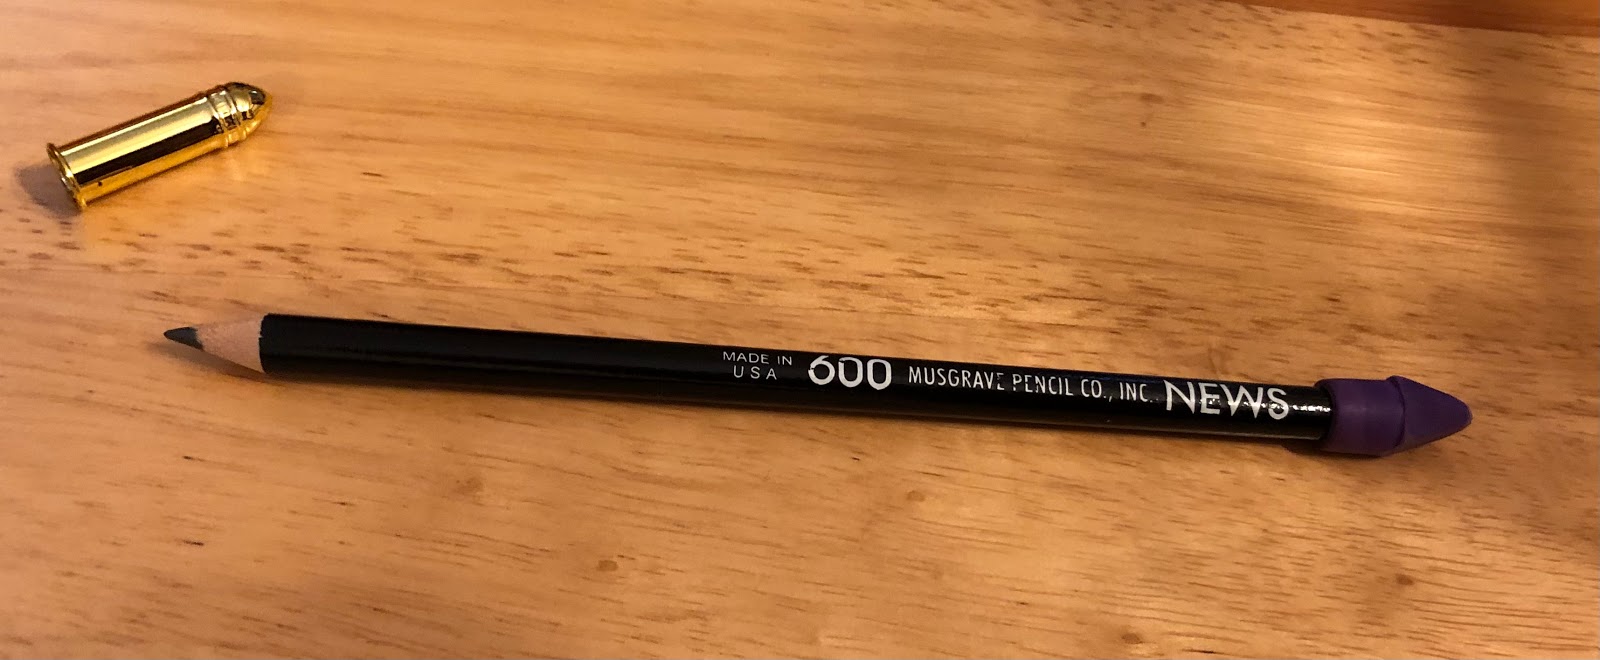 MADE IN
USA
600 MUSGRAVE PENCIL CO., INC. NEWS